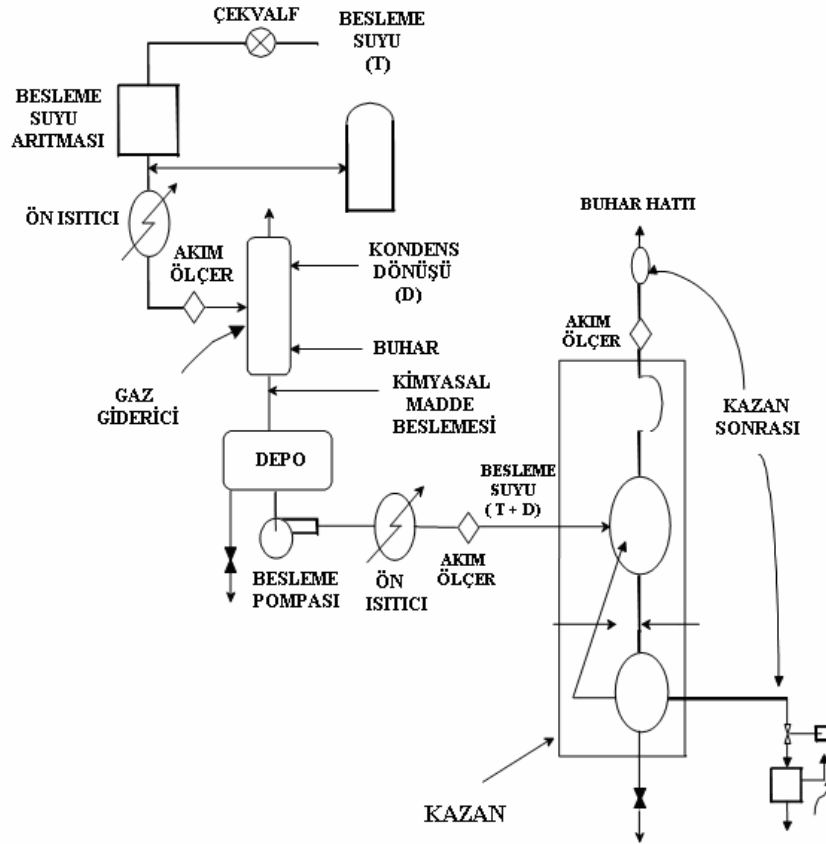 ÇEKVALF
BESLEME
SUYU
(T)
BESLEME
SUYU
ARITMASI
ÖN ISITICI
AKIM
ÖLÇER
KONDENS
DÖNÜŞÜ
(D)
BUHAR
GAZ
GİDERİCİ
KİMYASAL
MADDE
BESLEMESİ
DEPO
BESLEME
POMPASI
ÖN
ISITICI
AKIM
ÖLÇER
BESLEME
SUYU
( T + D)
BUHAR HATTI
AKIM
ÖLÇER
KAZAN
SONRASI
KAZAN